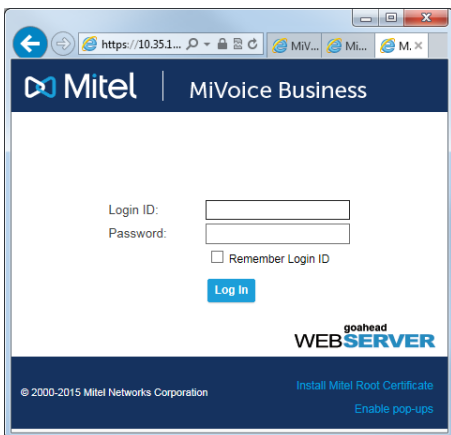 https://10.35.1...
MiV...
Mi...
M.
Mitel | MiVoice Business
Login ID:
Password:
Remember Login ID
Log In
goahead
WEBSERVER
© 2000-2015 Mitel Networks Corporation
Install Mitel Root Certificate
Enable pop-ups